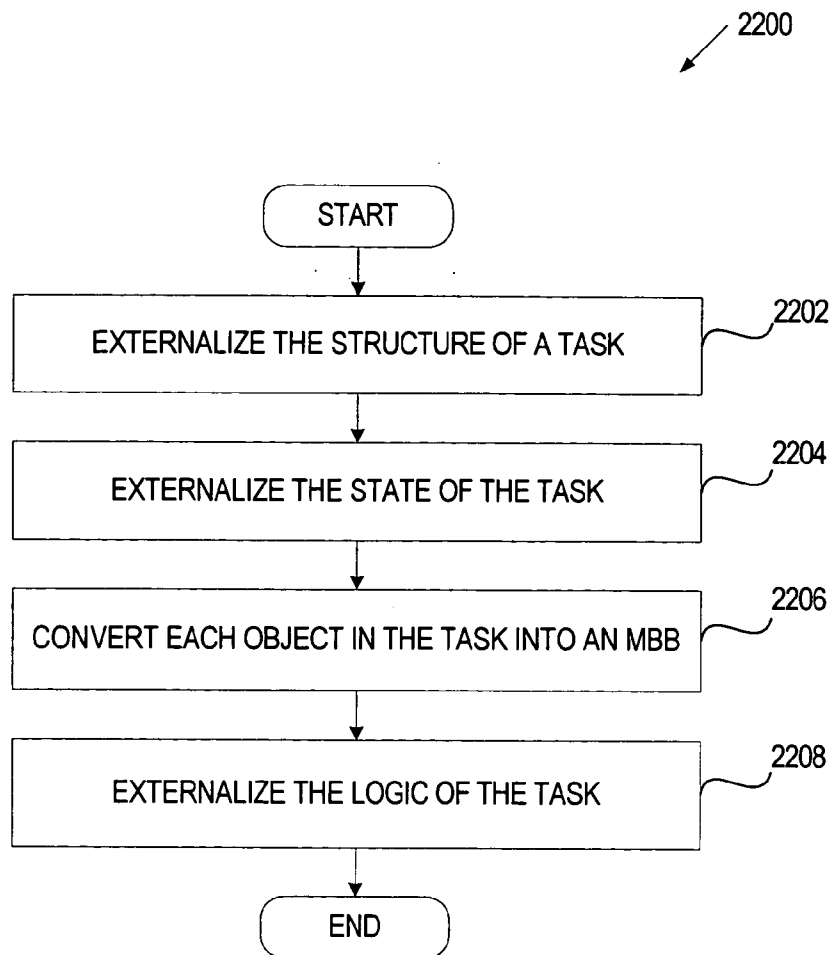 2200
START
EXTERNALIZE THE STRUCTURE OF A TASK
2202
EXTERNALIZE THE STATE OF THE TASK
2204
CONVERT EACH OBJECT IN THE TASK INTO AN MBB
2206
EXTERNALIZE THE LOGIC OF THE TASK
2208
END